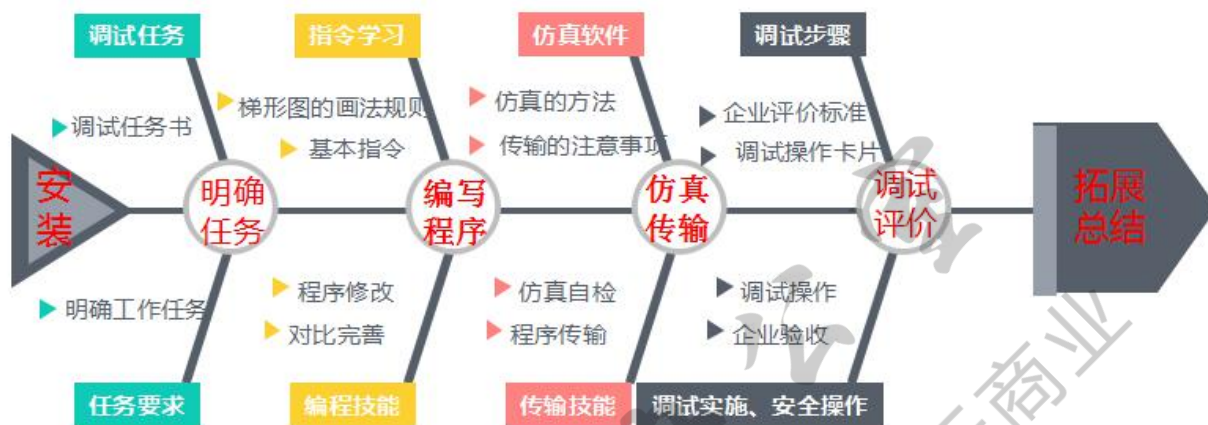 调试任务
指令学习
仿真软件
调试步骤
调试任务书
梯形图的画法规则
基本指令
仿真的方法
传输的注意事项
企业评价标准
调试操作卡片
安
装
明确
任务
编写
程序
仿真
传输
调试
评价
拓展
总结
明确工作任务
程序修改
对比完善
仿真自检
程序传输
调试操作
企业验收
任务要求
编程技能
传输技能
调试实施、安全操作
商业